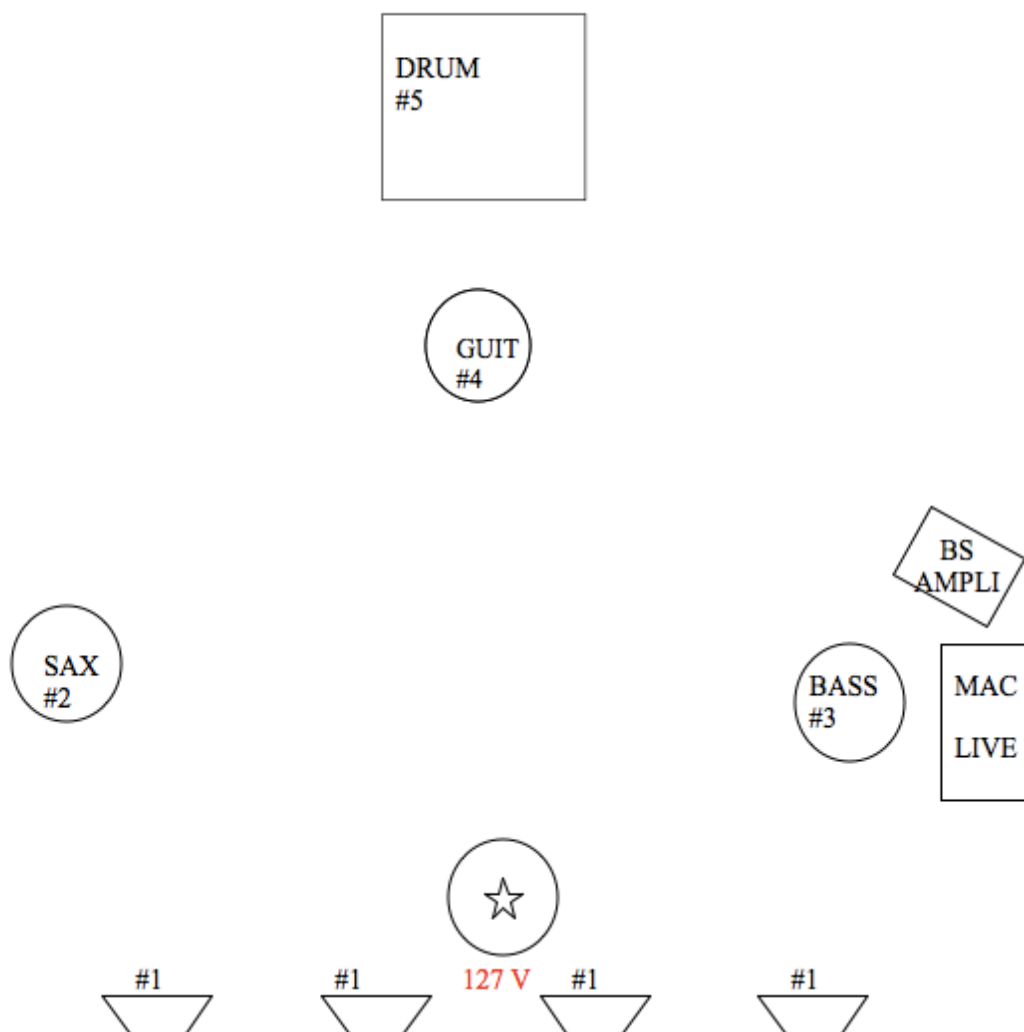 DRUM
#5
GUIT
#4
BS
AMPLI
SAX
#2
BASS
#3
MAC
LIVE
#1
#1
127 V
#1
#1